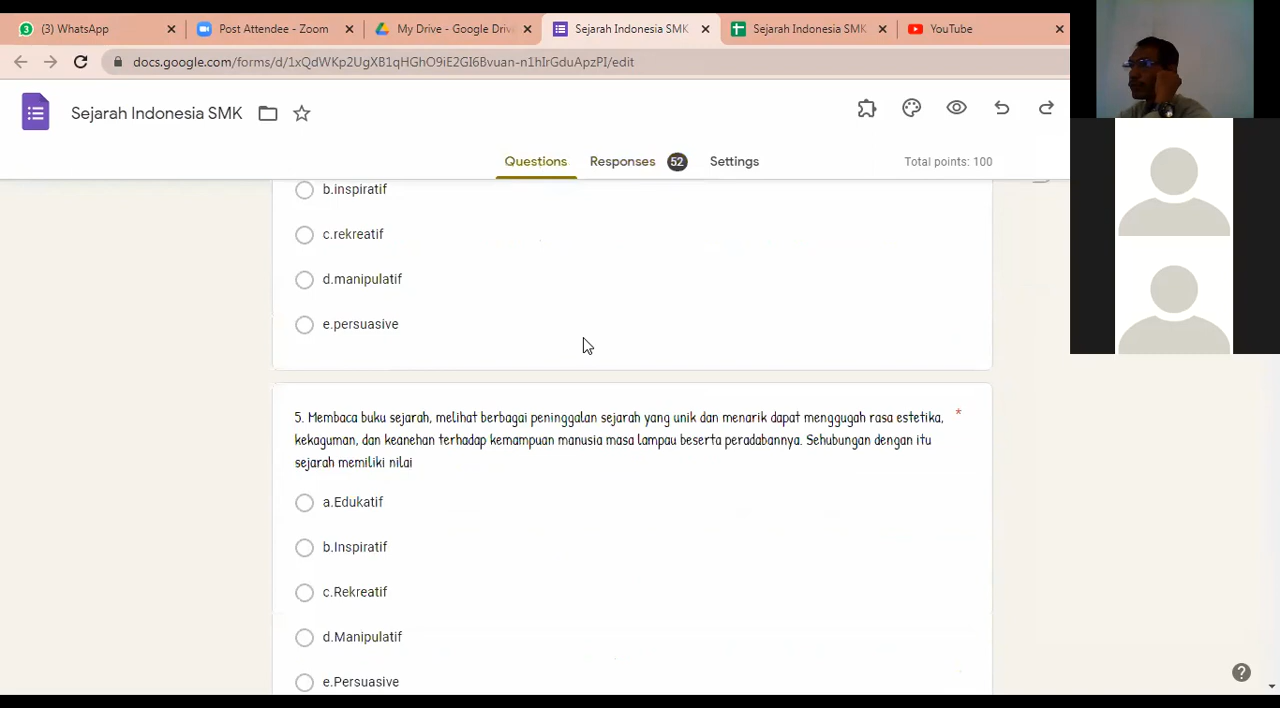 (3) WhatsApp
Post Attendee - Zoom
My Drive - Google Driv
Sejarah Indonesia SMK
Sejarah Indonesia SMK
YouTube
docs.google.com/forms/d/1xQdWKp2UgXB1qHGhO9iE2GI6Bvuan-n1hIrGduApzPI/edit
Sejarah Indonesia SMK
Questions
Responses 52
Settings
Total points: 100
b.inspiratif
c.rekreatif
d.manipulatif
e.persuasive
5. Membaca buku sejarah, melihat berbagai peninggalan sejarah yang unik dan menarik dapat menggugah rasa estetika, *
kekaguman, dan keanehan terhadap kemampuan manusia masa lampau beserta peradabannya. Sehubungan dengan itu
sejarah memiliki nilai
a.Edukatif
b.Inspiratif
c.Rekreatif
d.Manipulatif
e.Persuasive